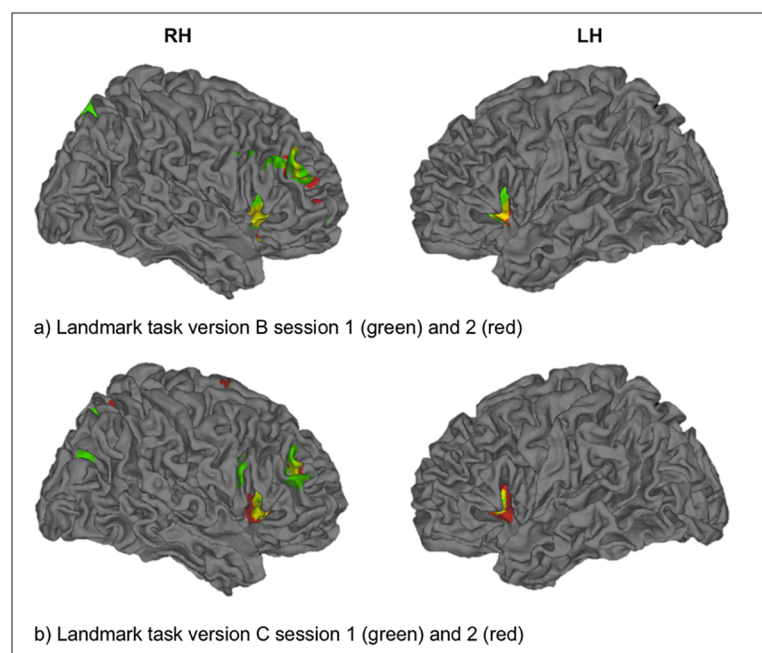 RH
LH
a) Landmark task version B session 1 (green) and 2 (red)
b) Landmark task version C session 1 (green) and 2 (red)